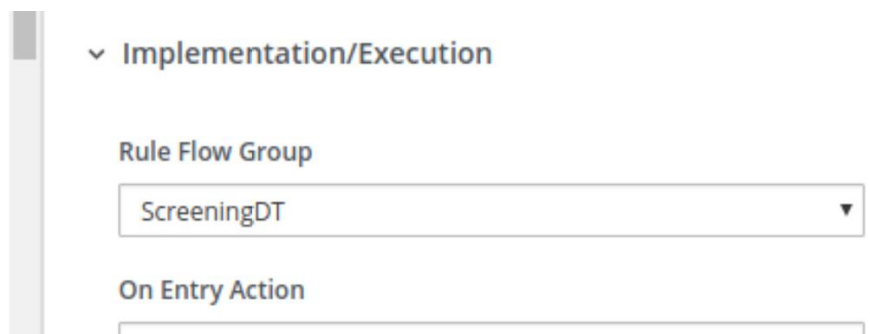 Implementation/Execution
Rule Flow Group
ScreeningDT
On Entry Action